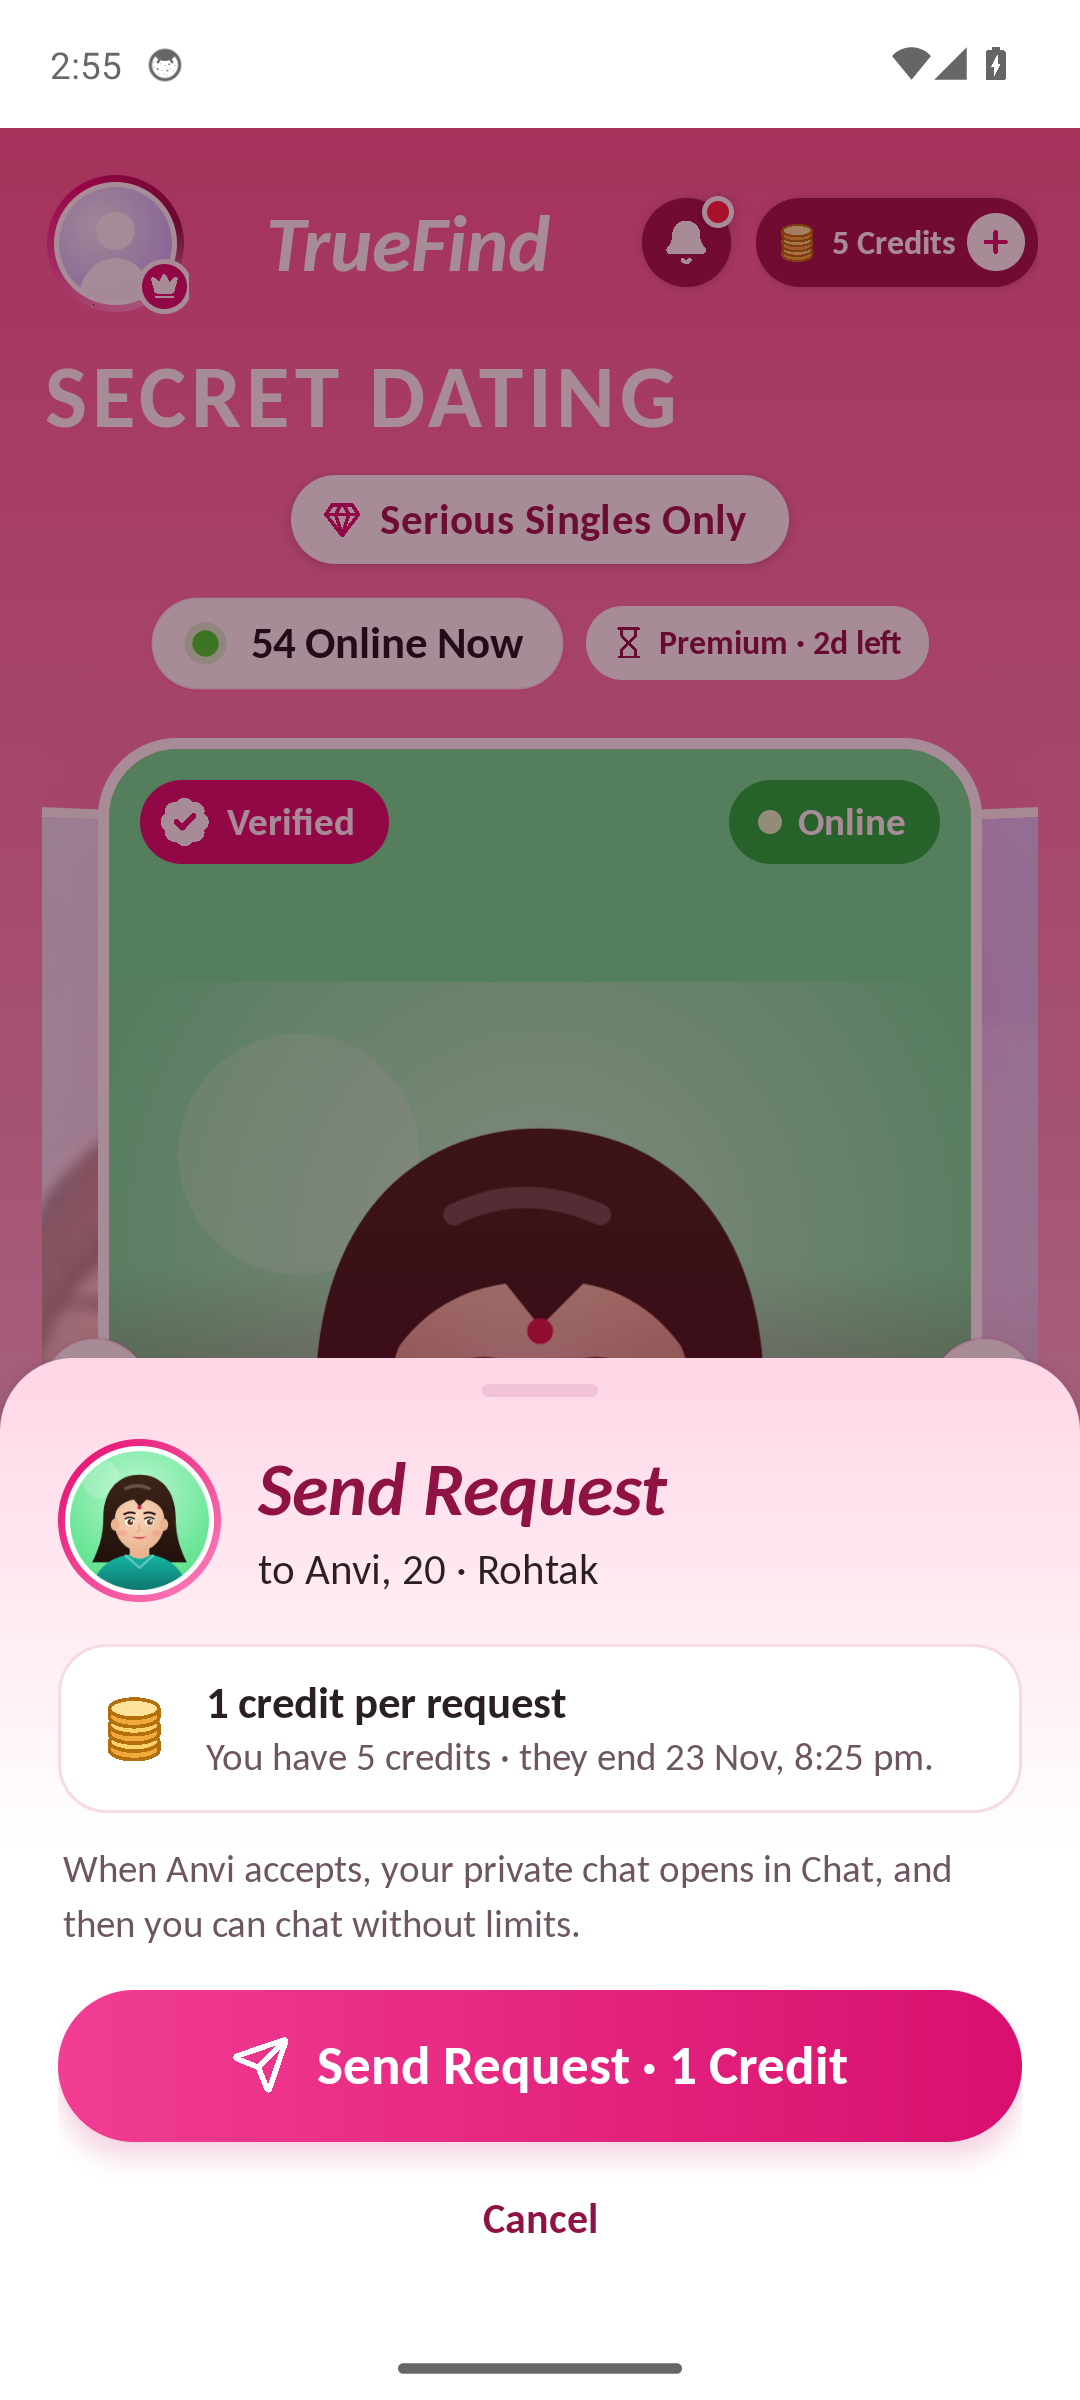 2:55
TrueFind
5 Credits
SECRET DATING
Serious Singles Only
54 Online Now
Premium · 2d left
Verified
Online
Send Request
to Anvi, 20 · Rohtak
1 credit per request
You have 5 credits · they end 23 Nov, 8:25 pm.
When Anvi accepts, your private chat opens in Chat, and
then you can chat without limits.
Send Request · 1 Credit
Cancel